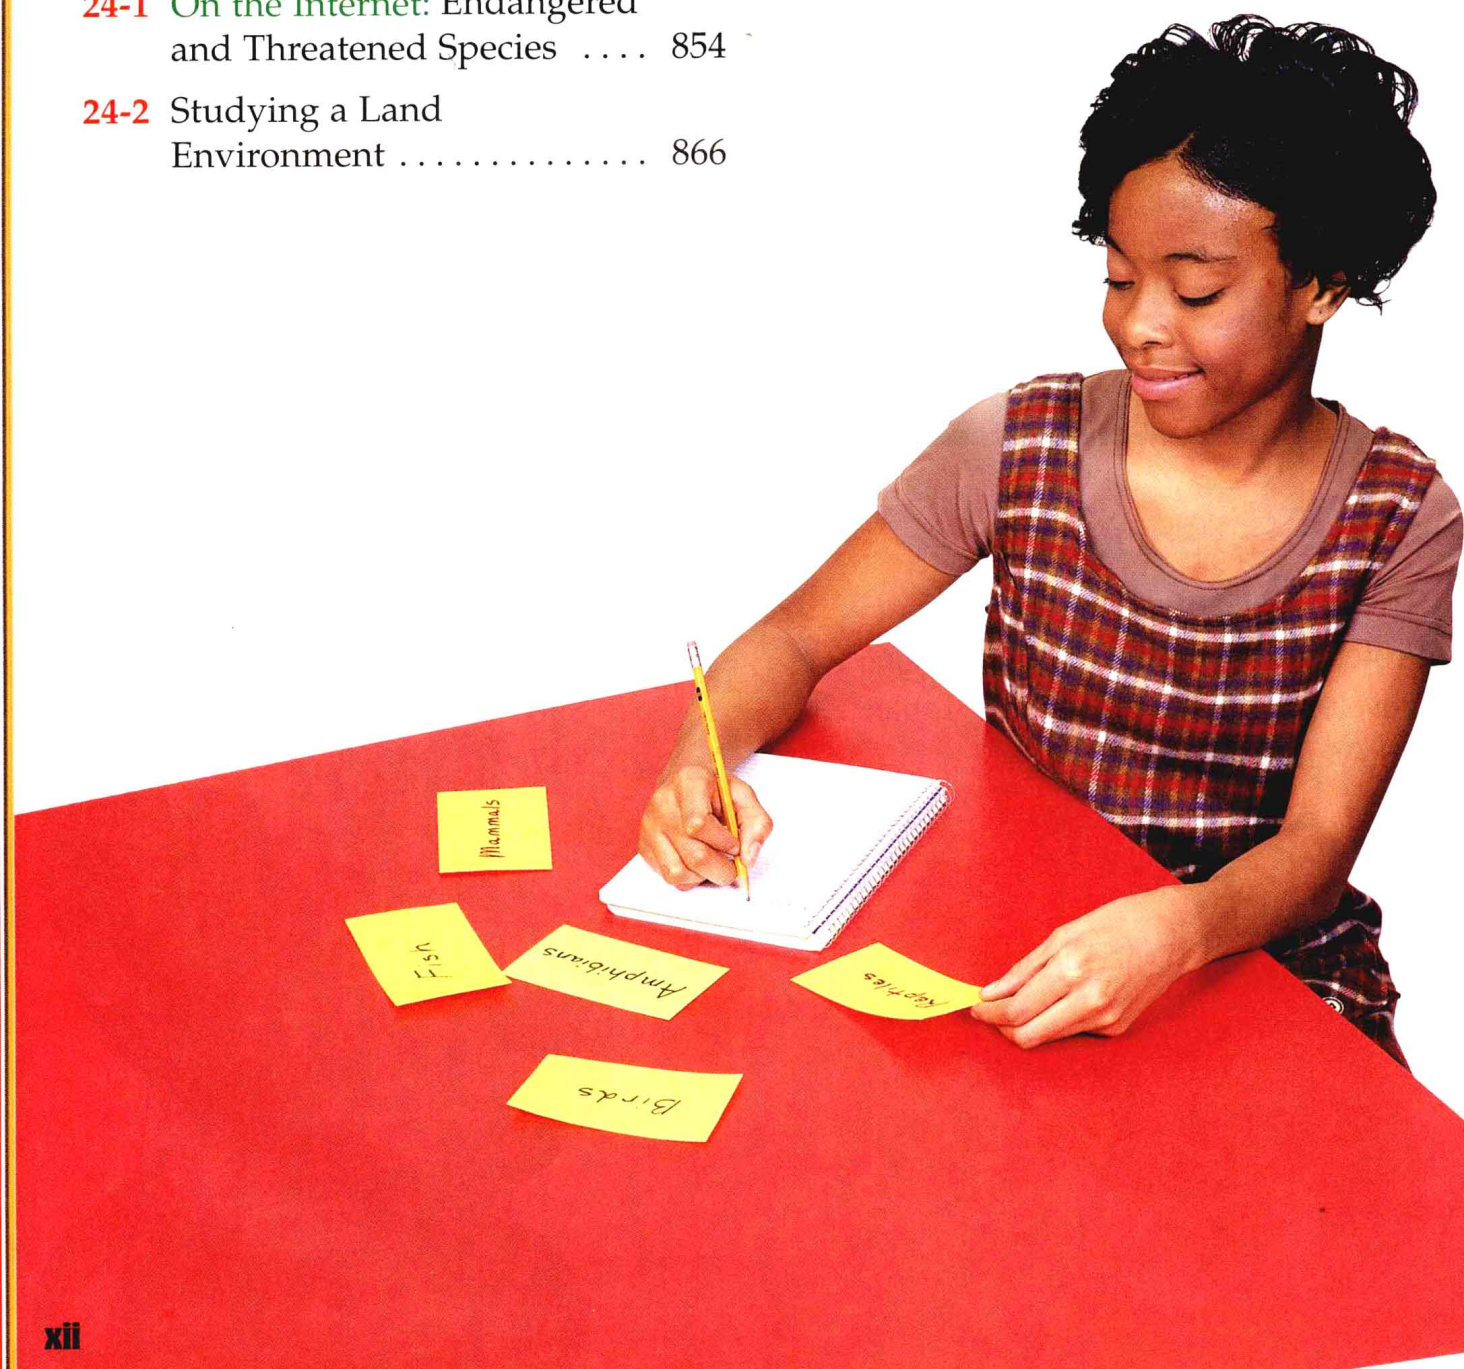 24-1 On the Internet: Endangered
and Threatened Species .... 854
24-2 Studying a Land
Environment .............. 866
Mammals
Fish
Amphibians
Reptiles
Birds
xii